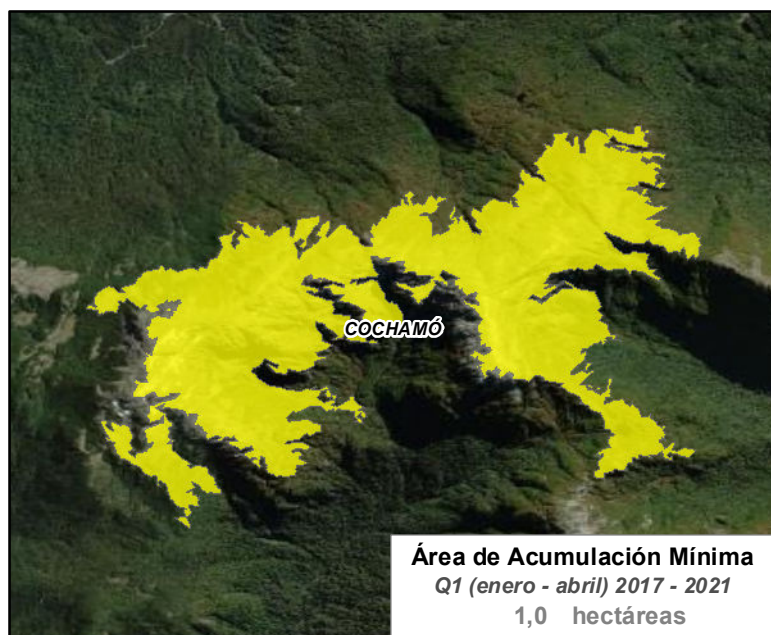 COCHAMÓ
Área de Acumulación Mínima
Q1 (enero - abril) 2017 - 2021
1,0 hectáreas